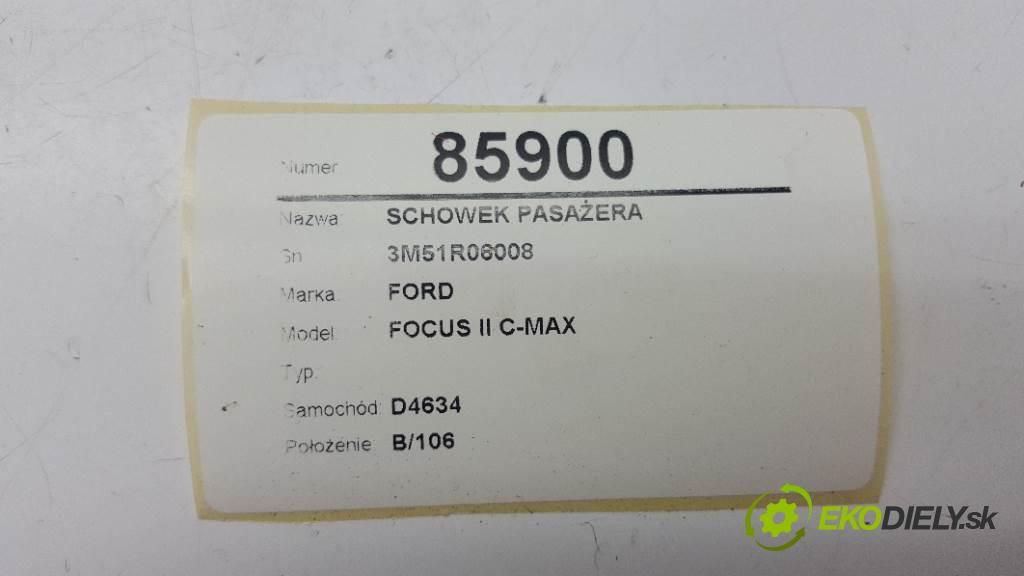 Numer: 85900
Nazwa: SCHOWEK PASAŻERA
Sn 3M51R06008
Marka: FORD
Model: FOCUS II C-MAX
Typ:
Samochód: D4634
Położenie B/106
EKODIELY.sk